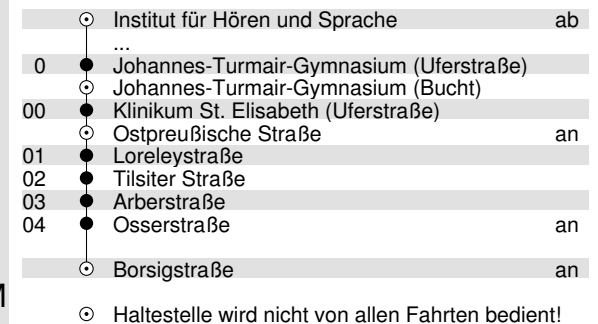 Institut für Hören und Sprache ab
...
0 Johannes-Turmair-Gymnasium (Uferstraße)
Johannes-Turmair-Gymnasium (Bucht)
00 Klinikum St. Elisabeth (Uferstraße)
Ostpreußische Straße an
01 Loreleystraße
02 Tilsiter Straße
03 Arberstraße
04 Osserstraße an
Borsigstraße an
Haltestelle wird nicht von allen Fahrten bedient!